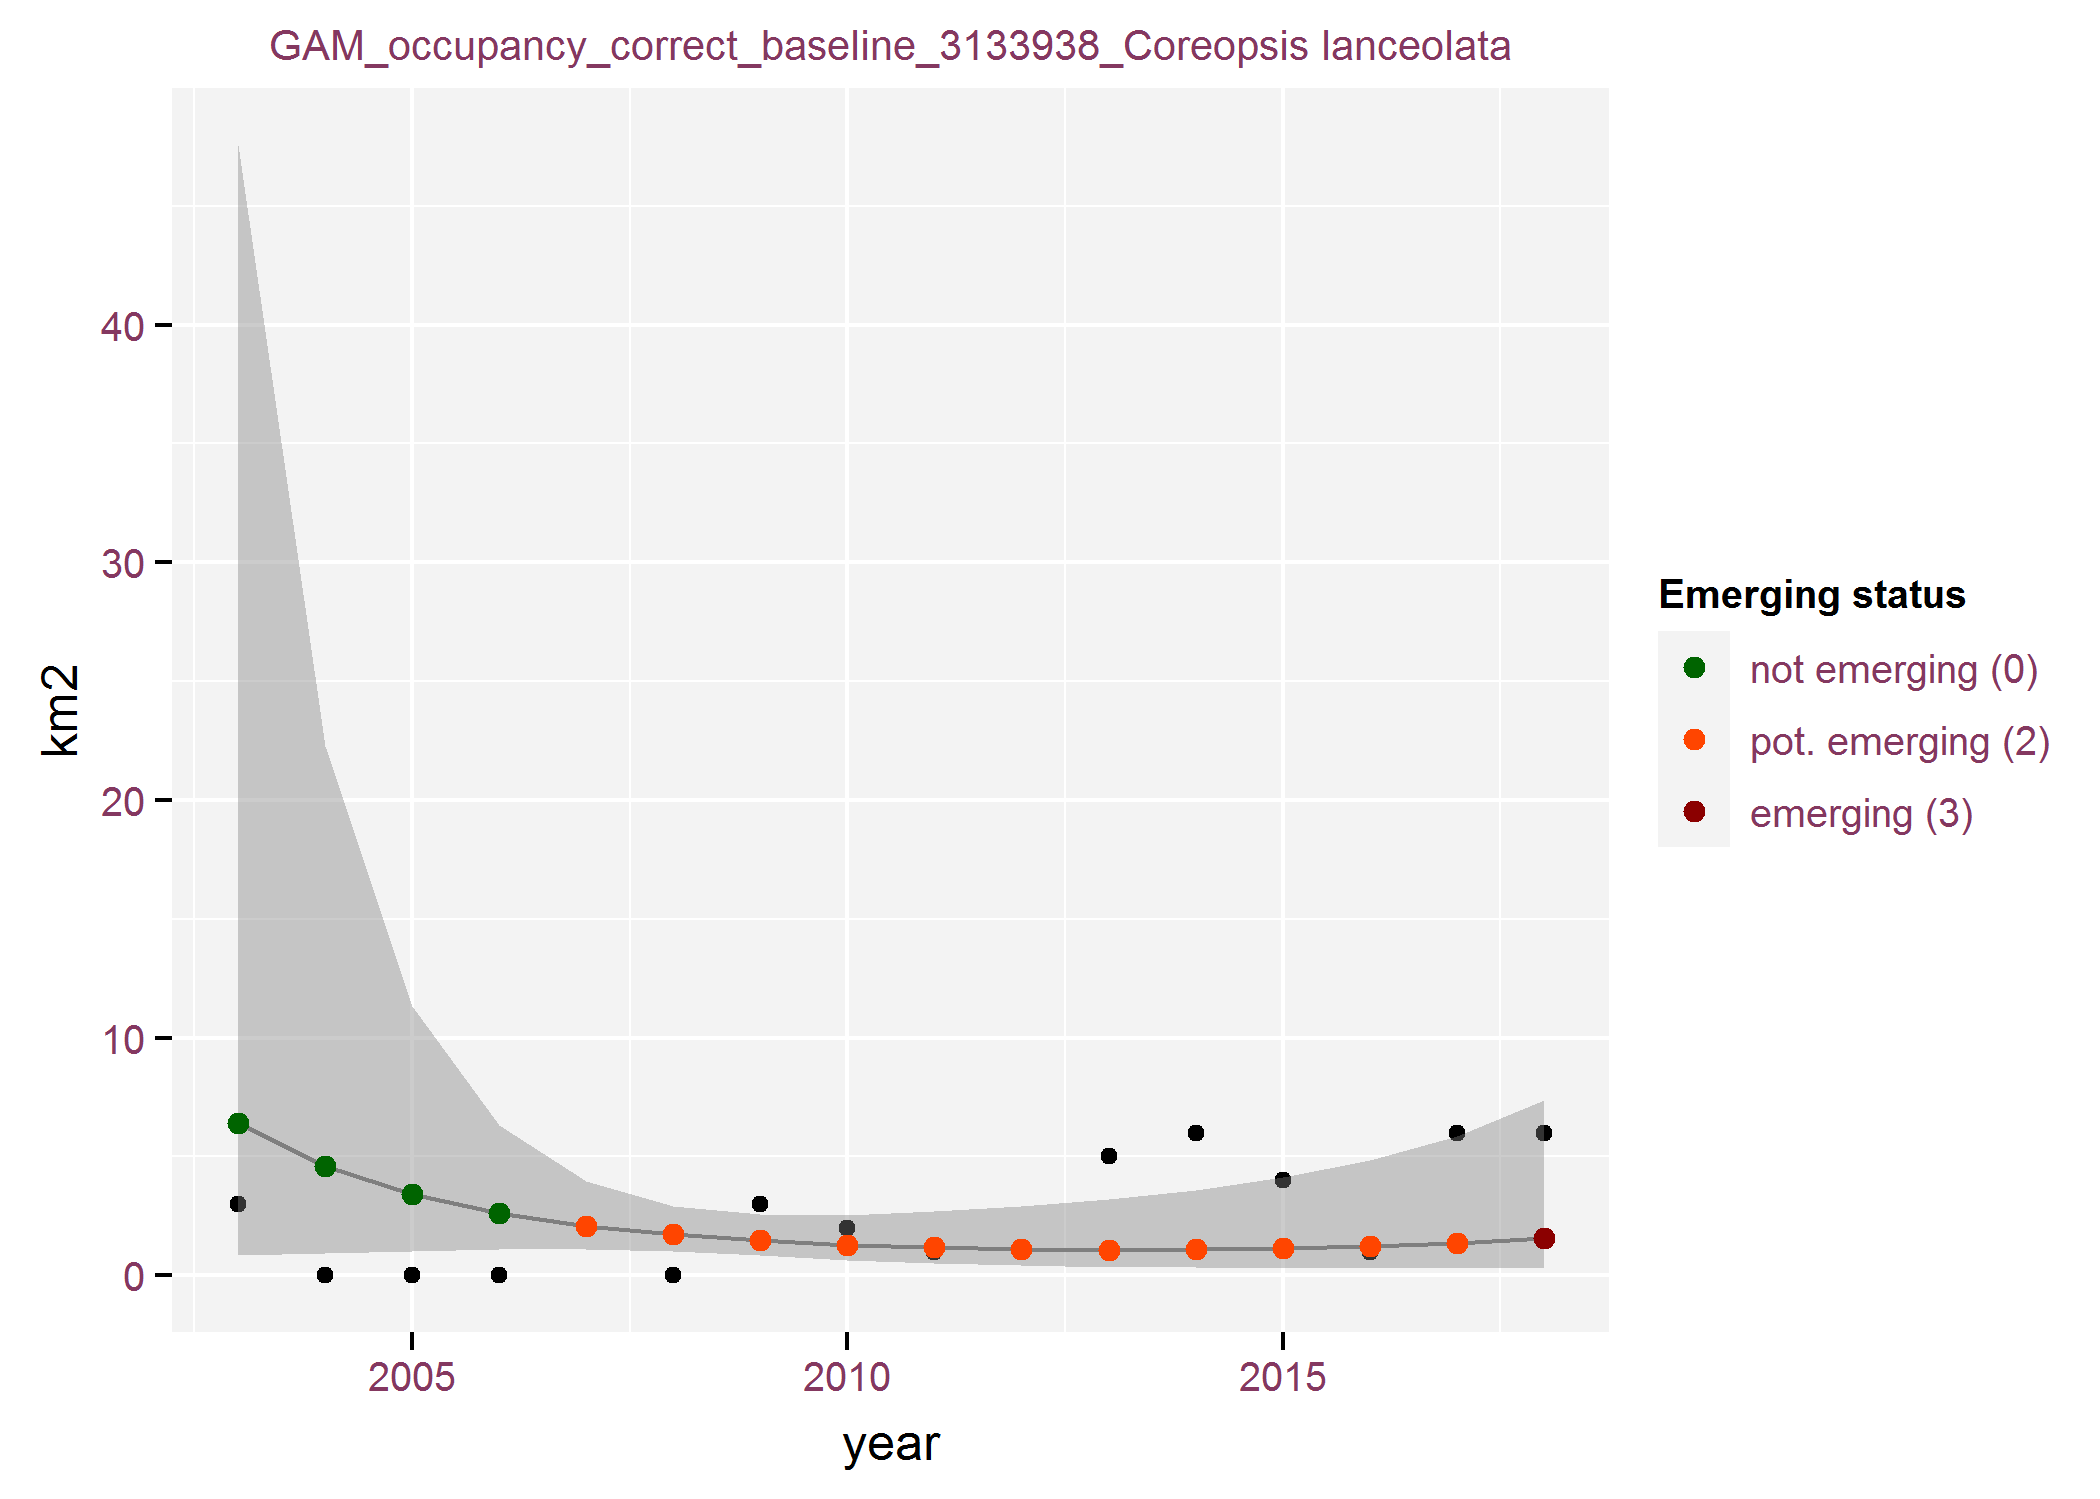 GAM_occupancy_correct_baseline_3133938_Coreopsis lanceolata
40
30
20
10
0
km2
2005
2010
2015
year
Emerging status
not emerging (0)
pot. emerging (2)
emerging (3)